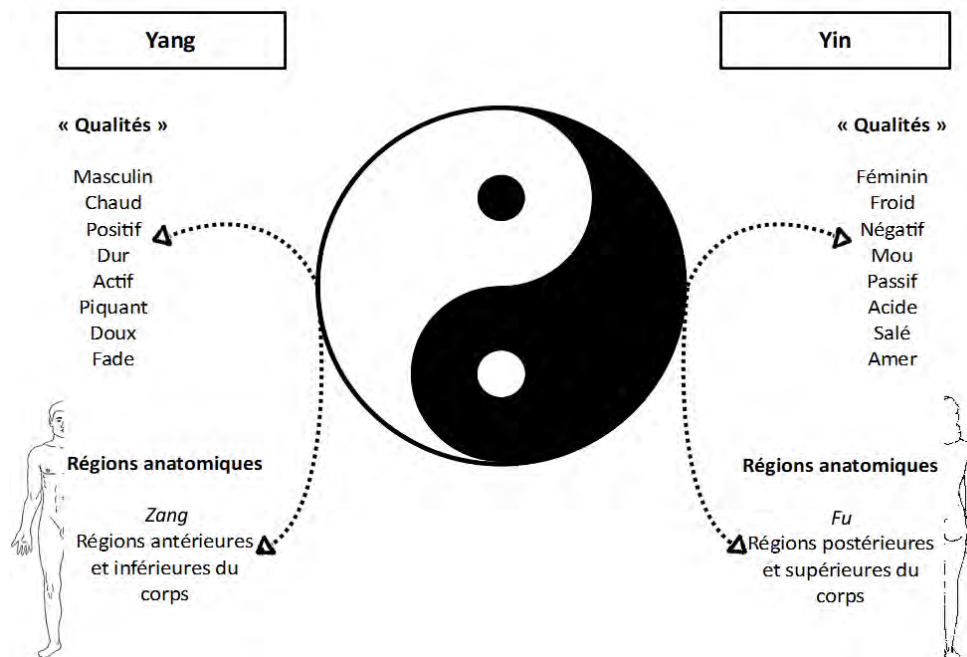 Yang
« Qualités »
Masculin
Chaud
Positif
Dur
Actif
Piquant
Doux
Fade
Régions anatomiques
Zang
Régions antérieures
et inférieures du
corps
Yin
« Qualités »
Féminin
Froid
Négatif
Mou
Passif
Acide
Salé
Amer
Régions anatomiques
Fu
Régions postérieures
et supérieures du
corps